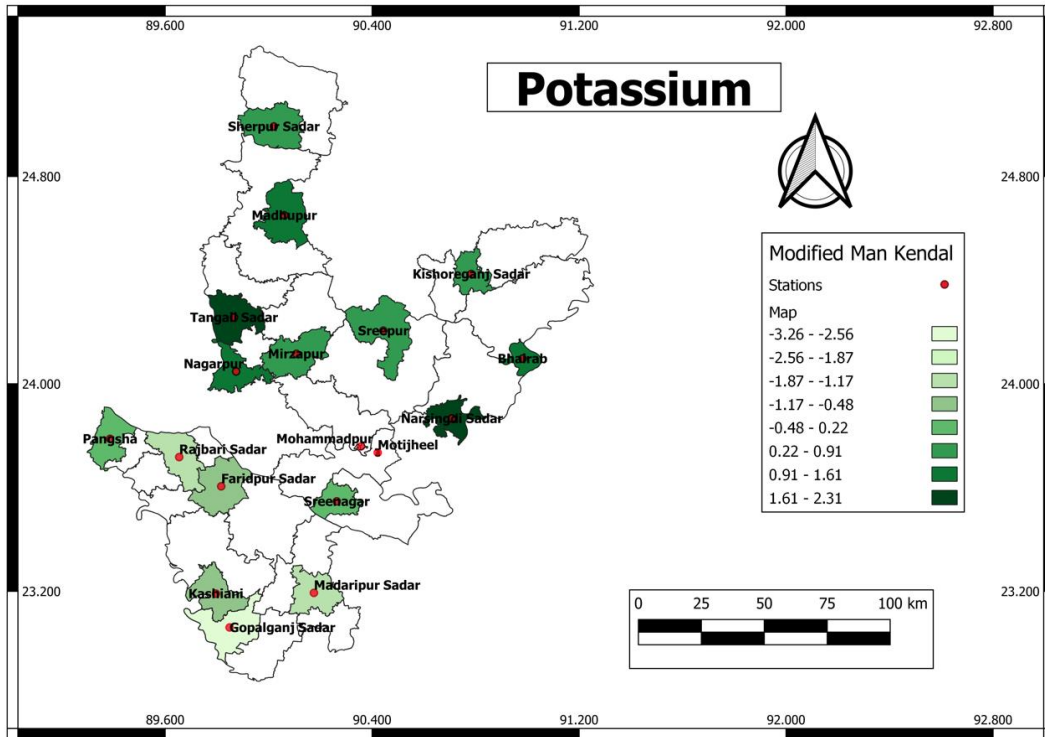 89.600 90.400 91.200 92.000 92.800
Potassium
Sherpur Sadar
24.800 24.800
Madhupur
Modified Man Kendal
Kishoreganj Sadar
Stations
Map
Tangail Sadar
-3.26 - -2.56
Sreepur
-2.56 - -1.87
Mirzapur
Bhairab
Nagarpur
-1.87 - -1.17
24.000 24.000
-1.17 - -0.48
Narsingdi Sadar
-0.48 - 0.22
Pangsha
Mohammadpur
Motijheel
Rajbari Sadar
0.22 - 0.91
0.91 - 1.61
Faridpur Sadar
1.61 - 2.31
Sreenagar
Madaripur Sadar
23.200 23.200
Kashiani
0 25 50 75 100 km
Gopalganj Sadar
89.600 90.400 91.200 92.000 92.800